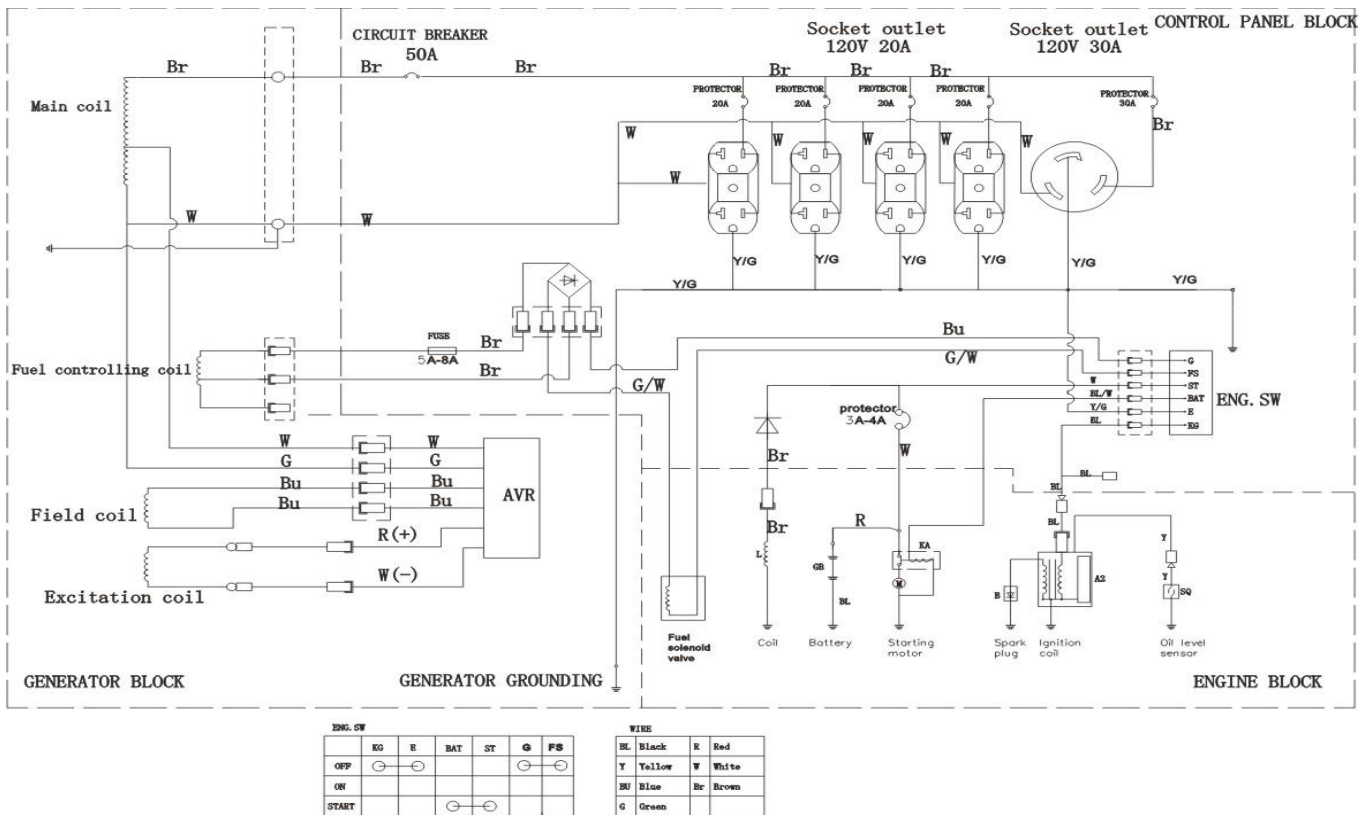 CONTROL PANEL BLOCK
Socket outlet
120V 20A
Socket outlet
120V 30A
CIRCUIT BREAKER
50A
Br
Br
Br
Br
Br
Br
Main coil
PROTECTOR
20A
PROTECTOR
20A
PROTECTOR
20A
PROTECTOR
20A
PROTECTOR
30A
Br
W
W
W
W
W
W
W
W
Y/G
Y/G
Y/G
Y/G
Y/G
Y/G
Y/G
FUSE
5A-8A
Br
Br
Fuel controlling coil
G/W
Bu
G/W
W
BL/W
Y/G
BL
G
FS
ST
BAT
E
KG
ENG.SW
protector
3A-4A
W
Br
Br
L
W
W
G
G
Bu
Bu
Bu
Bu
AVR
Field coil
R(+)
W(-)
Excitation coil
R
GB
BL
KA
M
BL
BL
BL
B
A2
Y
Y
SQ
Fuel
solenoid
valve
Coil
Battery
Starting
motor
Spark
plug
Ignition
coil
Oil level
sensor
GENERATOR BLOCK
GENERATOR GROUNDING
ENGINE BLOCK
ENG.SW
KG E BAT ST G FS
OFF
ON
START
WIRE
BL Black R Red
Y Yellow W White
BU Blue Br Brown
G Green